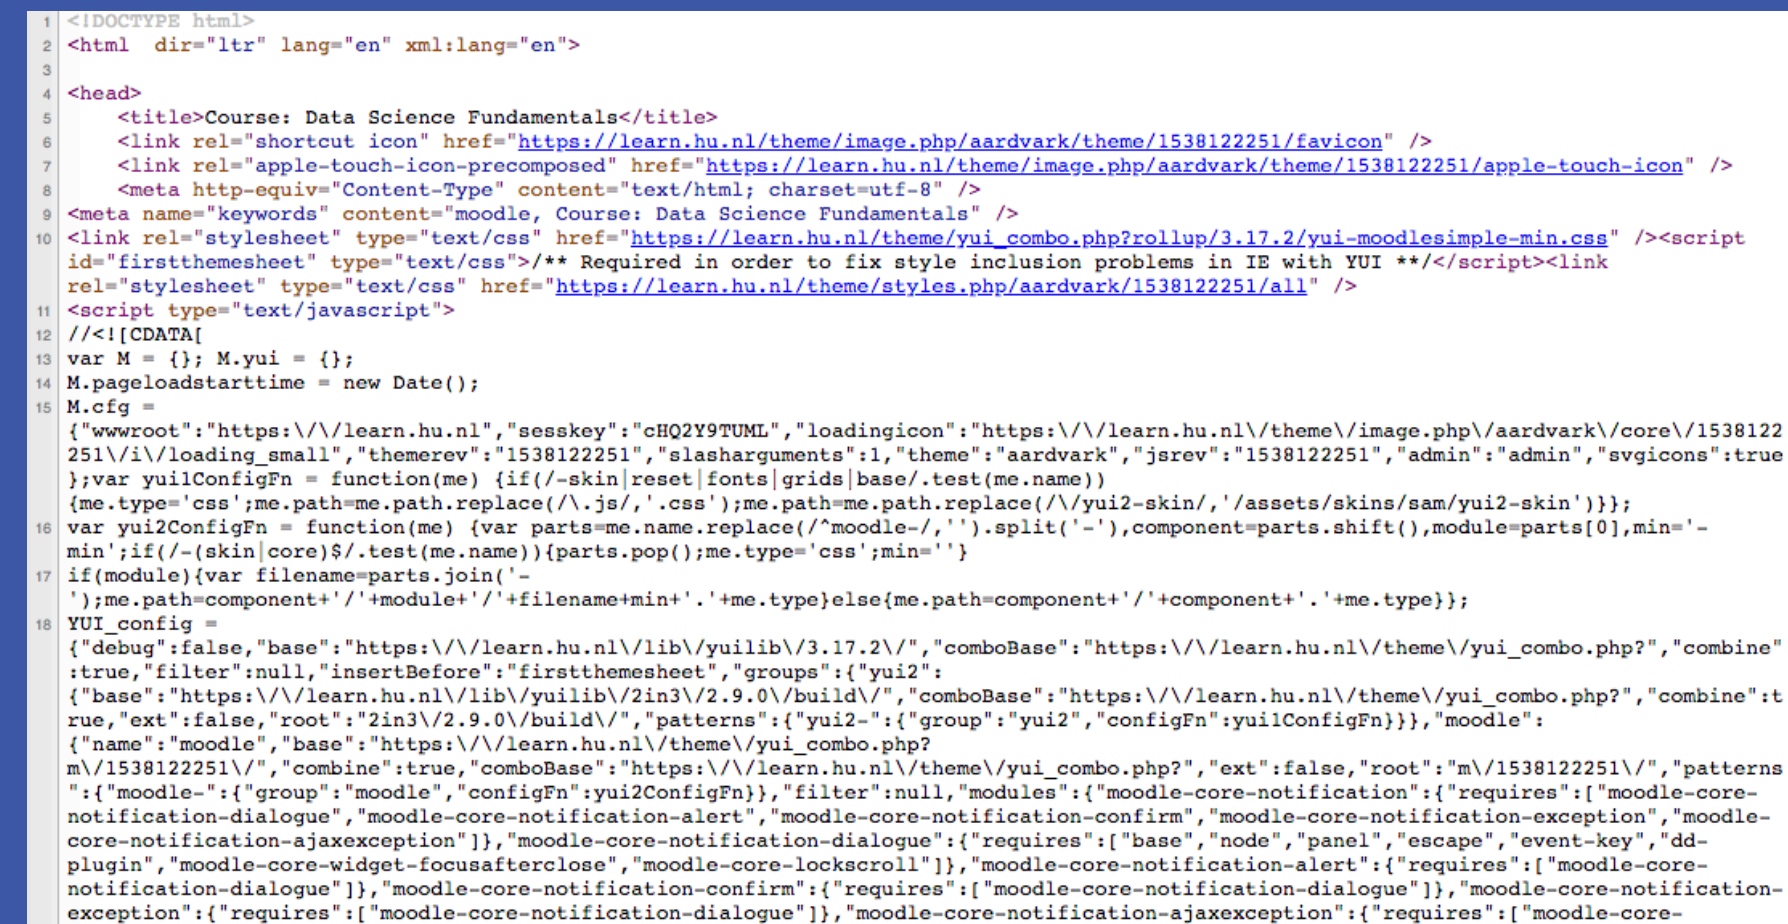 1 <!DOCTYPE html>
2 <html  dir="ltr" lang="en" xml:lang="en">
3
4 <head>
5     <title>Course: Data Science Fundamentals</title>
6     <link rel="shortcut icon" href="https://learn.hu.nl/theme/image.php/aardvark/theme/1538122251/favicon" />
7     <link rel="apple-touch-icon-precomposed" href="https://learn.hu.nl/theme/image.php/aardvark/theme/1538122251/apple-touch-icon" />
8     <meta http-equiv="Content-Type" content="text/html; charset=utf-8" />
9 <meta name="keywords" content="moodle, Course: Data Science Fundamentals" />
10 <link rel="stylesheet" type="text/css" href="https://learn.hu.nl/theme/yui_combo.php?rollup/3.17.2/yui-moodlesimple-min.css" /><script
id="firstthemesheet" type="text/css">/** Required in order to fix style inclusion problems in IE with YUI **/</script><link
rel="stylesheet" type="text/css" href="https://learn.hu.nl/theme/styles.php/aardvark/1538122251/all" />
11 <script type="text/javascript">
12 //<![CDATA[
13 var M = {}; M.yui = {};
14 M.pageloadstarttime = new Date();
15 M.cfg =
{"wwwroot":"https:\/\/learn.hu.nl","sesskey":"cHQ2Y9TUML","loadingicon":"https:\/\/learn.hu.nl\/theme\/image.php\/aardvark\/core\/1538122
251\/i\/loading_small","themerev":"1538122251","slasharguments":1,"theme":"aardvark","jsrev":"1538122251","admin":"admin","svgicons":true
};var yui1ConfigFn = function(me) {if(/-skin|reset|fonts|grids|base/.test(me.name))
{me.type='css';me.path=me.path.replace(/\.js/,'.css');me.path=me.path.replace(/\/yui2-skin/,'/assets/skins/sam/yui2-skin')}};
16 var yui2ConfigFn = function(me) {var parts=me.name.replace(/^moodle-/,'').split('-'),component=parts.shift(),module=parts[0],min='-
min';if(/-(skin|core)$/.test(me.name)){parts.pop();me.type='css';min=''}
17 if(module){var filename=parts.join('-
');me.path=component+'/'+module+'/'+filename+min+'.'+me.type}else{me.path=component+'/'+component+'.'+me.type}};
18 YUI_config =
{"debug":false,"base":"https:\/\/learn.hu.nl\/lib\/yuilib\/3.17.2\/","comboBase":"https:\/\/learn.hu.nl\/theme\/yui_combo.php?","combine"
:true,"filter":null,"insertBefore":"firstthemesheet","groups":{"yui2":
{"base":"https:\/\/learn.hu.nl\/lib\/yuilib\/2in3\/2.9.0\/build\/","comboBase":"https:\/\/learn.hu.nl\/theme\/yui_combo.php?","combine":t
rue,"ext":false,"root":"2in3\/2.9.0\/build\/","patterns":{"yui2-":{"group":"yui2","configFn":yui1ConfigFn}}},"moodle":
{"name":"moodle","base":"https:\/\/learn.hu.nl\/theme\/yui_combo.php?
m\/1538122251\/","combine":true,"comboBase":"https:\/\/learn.hu.nl\/theme\/yui_combo.php?","ext":false,"root":"m\/1538122251\/","patterns
":{"moodle-":{"group":"moodle","configFn":yui2ConfigFn}},"filter":null,"modules":{"moodle-core-notification":{"requires":["moodle-core-
notification-dialogue","moodle-core-notification-alert","moodle-core-notification-confirm","moodle-core-notification-exception","moodle-
core-notification-ajaxexception"]},"moodle-core-notification-dialogue":{"requires":["base","node","panel","escape","event-key","dd-
plugin","moodle-core-widget-focusafterclose","moodle-core-lockscroll"]},"moodle-core-notification-alert":{"requires":["moodle-core-
notification-dialogue"]},"moodle-core-notification-confirm":{"requires":["moodle-core-notification-dialogue"]},"moodle-core-notification-
exception":{"requires":["moodle-core-notification-dialogue"]},"moodle-core-notification-ajaxexception":{"requires":["moodle-core-